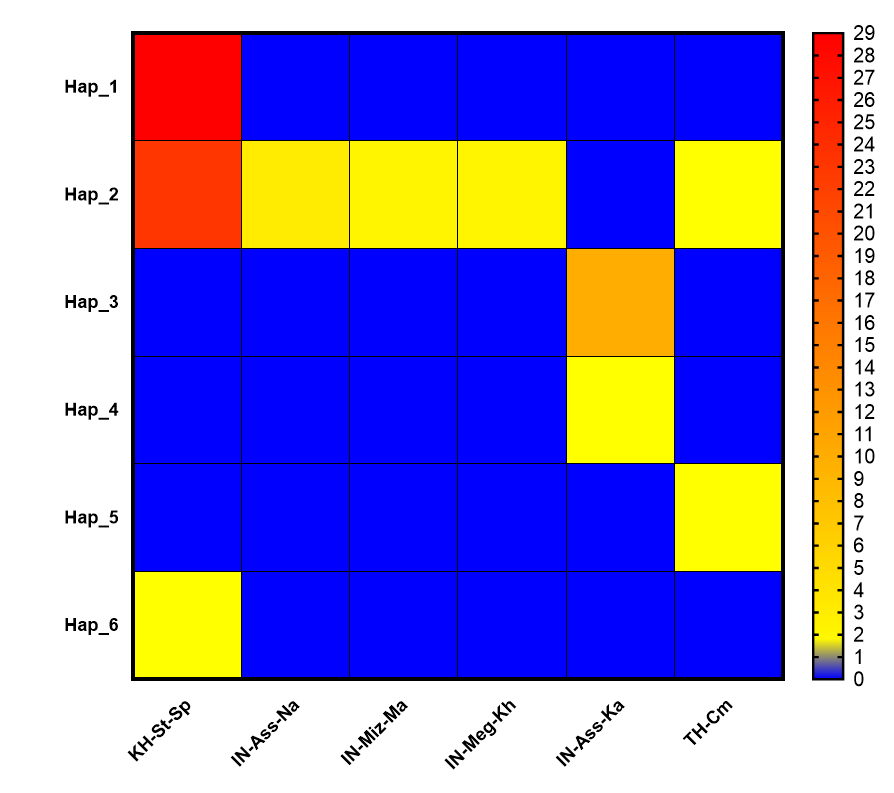 Hap_1
Hap_2
Hap_3
Hap_4
Hap_5
Hap_6
KH-St-Sp
IN-Ass-Na
IN-Miz-Ma
IN-Meg-Kh
IN-Ass-Ka
TH-Cm
29
28
27
26
25
24
23
22
21
20
19
18
17
16
15
14
13
12
11
10
9
8
7
6
5
4
3
2
1
0